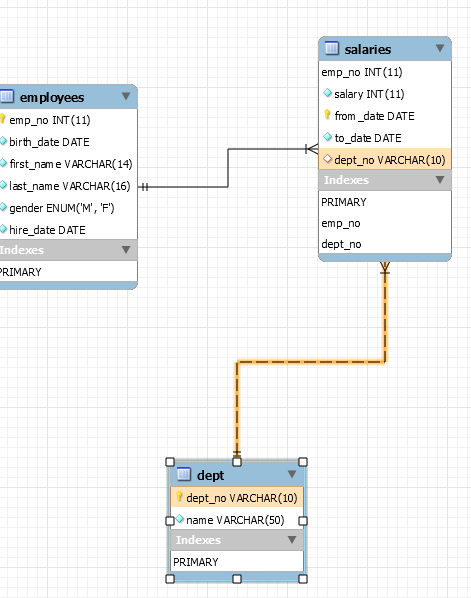 employees
emp_no INT(11)
birth_date DATE
first_name VARCHAR(14)
last_name VARCHAR(16)
gender ENUM('M', 'F')
hire_date DATE
Indexes
PRIMARY
salaries
emp_no INT(11)
salary INT(11)
from_date DATE
to_date DATE
dept_no VARCHAR(10)
Indexes
PRIMARY
emp_no
dept_no
dept
dept_no VARCHAR(10)
name VARCHAR(50)
Indexes
PRIMARY